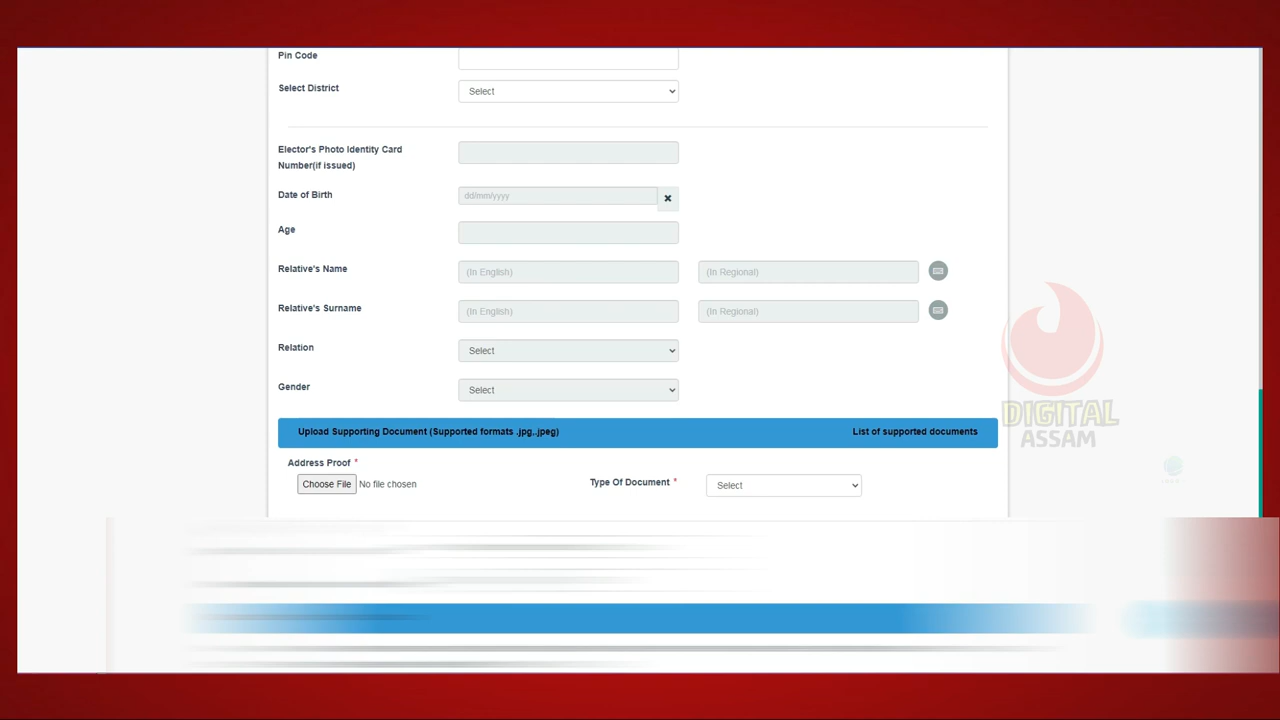 Pin Code
Select District Select
Elector's Photo Identity Card
Number(if issued)
Date of Birth dd/mm/yyyy
Age
Relative's Name (In English) (In Regional)
Relative's Surname (In English) (In Regional)
Relation Select
Gender Select
Upload Supporting Document (Supported formats .jpg,.jpeg) List of supported documents
Address Proof *
Choose File No file chosen Type Of Document * Select
DIGITAL
ASSAM